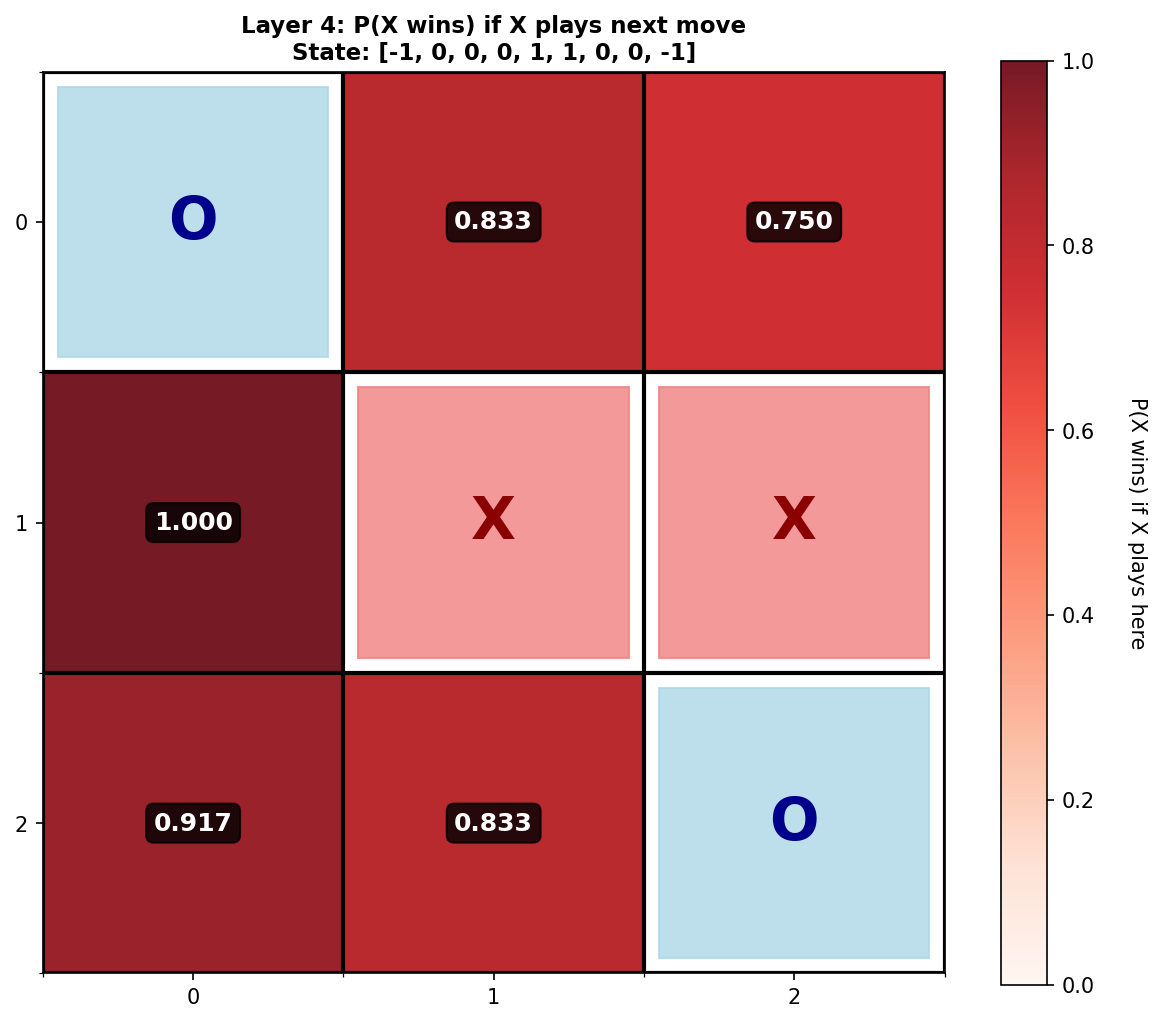 Layer 4: P(X wins) if X plays next move
State: [-1, 0, 0, 0, 1, 1, 0, 0, -1]
0
O
0.833
0.750
1
1.000
X
X
2
0.917
0.833
O
0
1
2
1.0
0.8
0.6
0.4
0.2
0.0
P(X wins) if X plays here